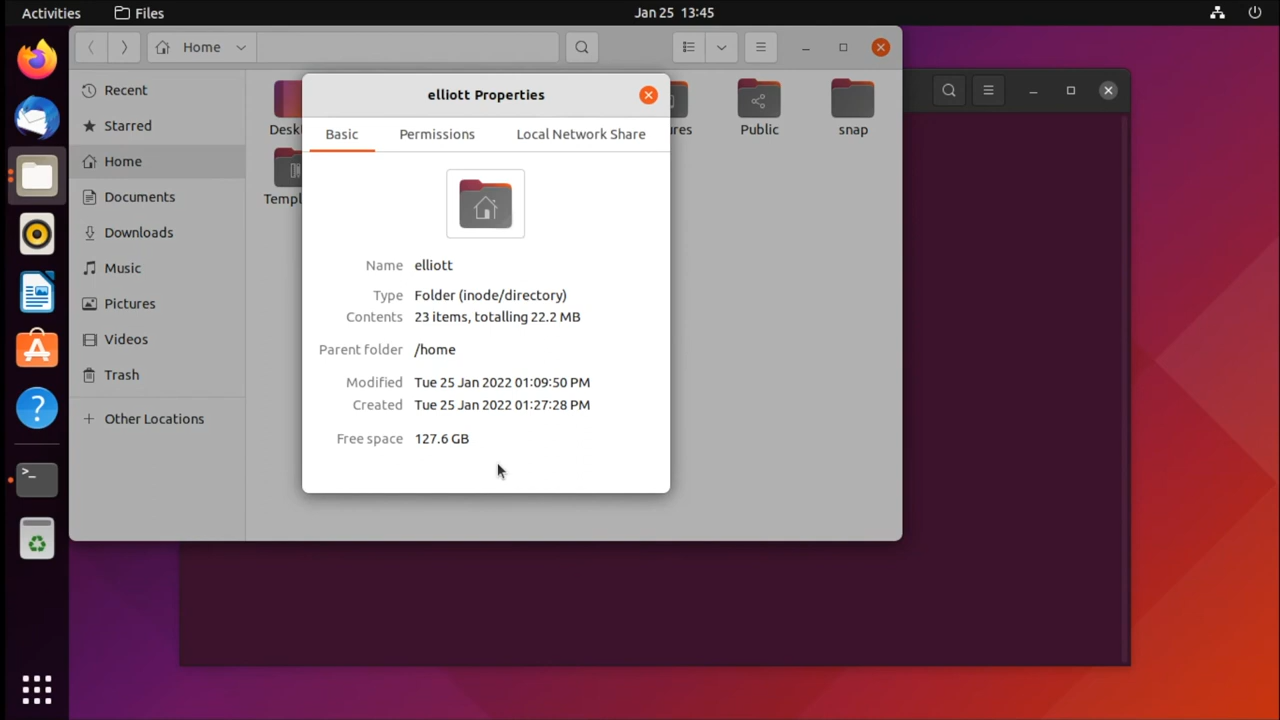 Activities Files Jan 25 13:45
Home
elliott Properties
Recent
Starred
Home
Documents
Downloads
Music
Pictures
Videos
Trash
Other Locations
Public
snap
Basic Permissions Local Network Share
Name elliott
Type Folder (inode/directory)
Contents 23 items, totalling 22.2 MB
Parent folder /home
Modified Tue 25 Jan 2022 01:09:50 PM
Created Tue 25 Jan 2022 01:27:28 PM
Free space 127.6 GB